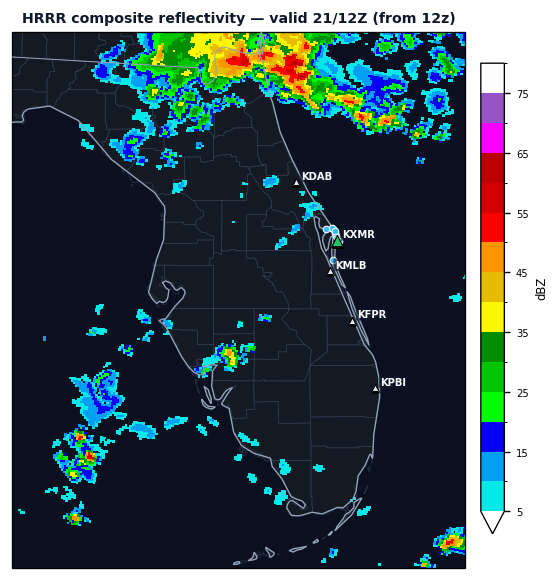 HRRR composite reflectivity — valid 21/12Z (from 12z)
KDAB
KXMR
KMLB
KFPR
KPBI
75
65
55
45
35
25
15
5
dBZ